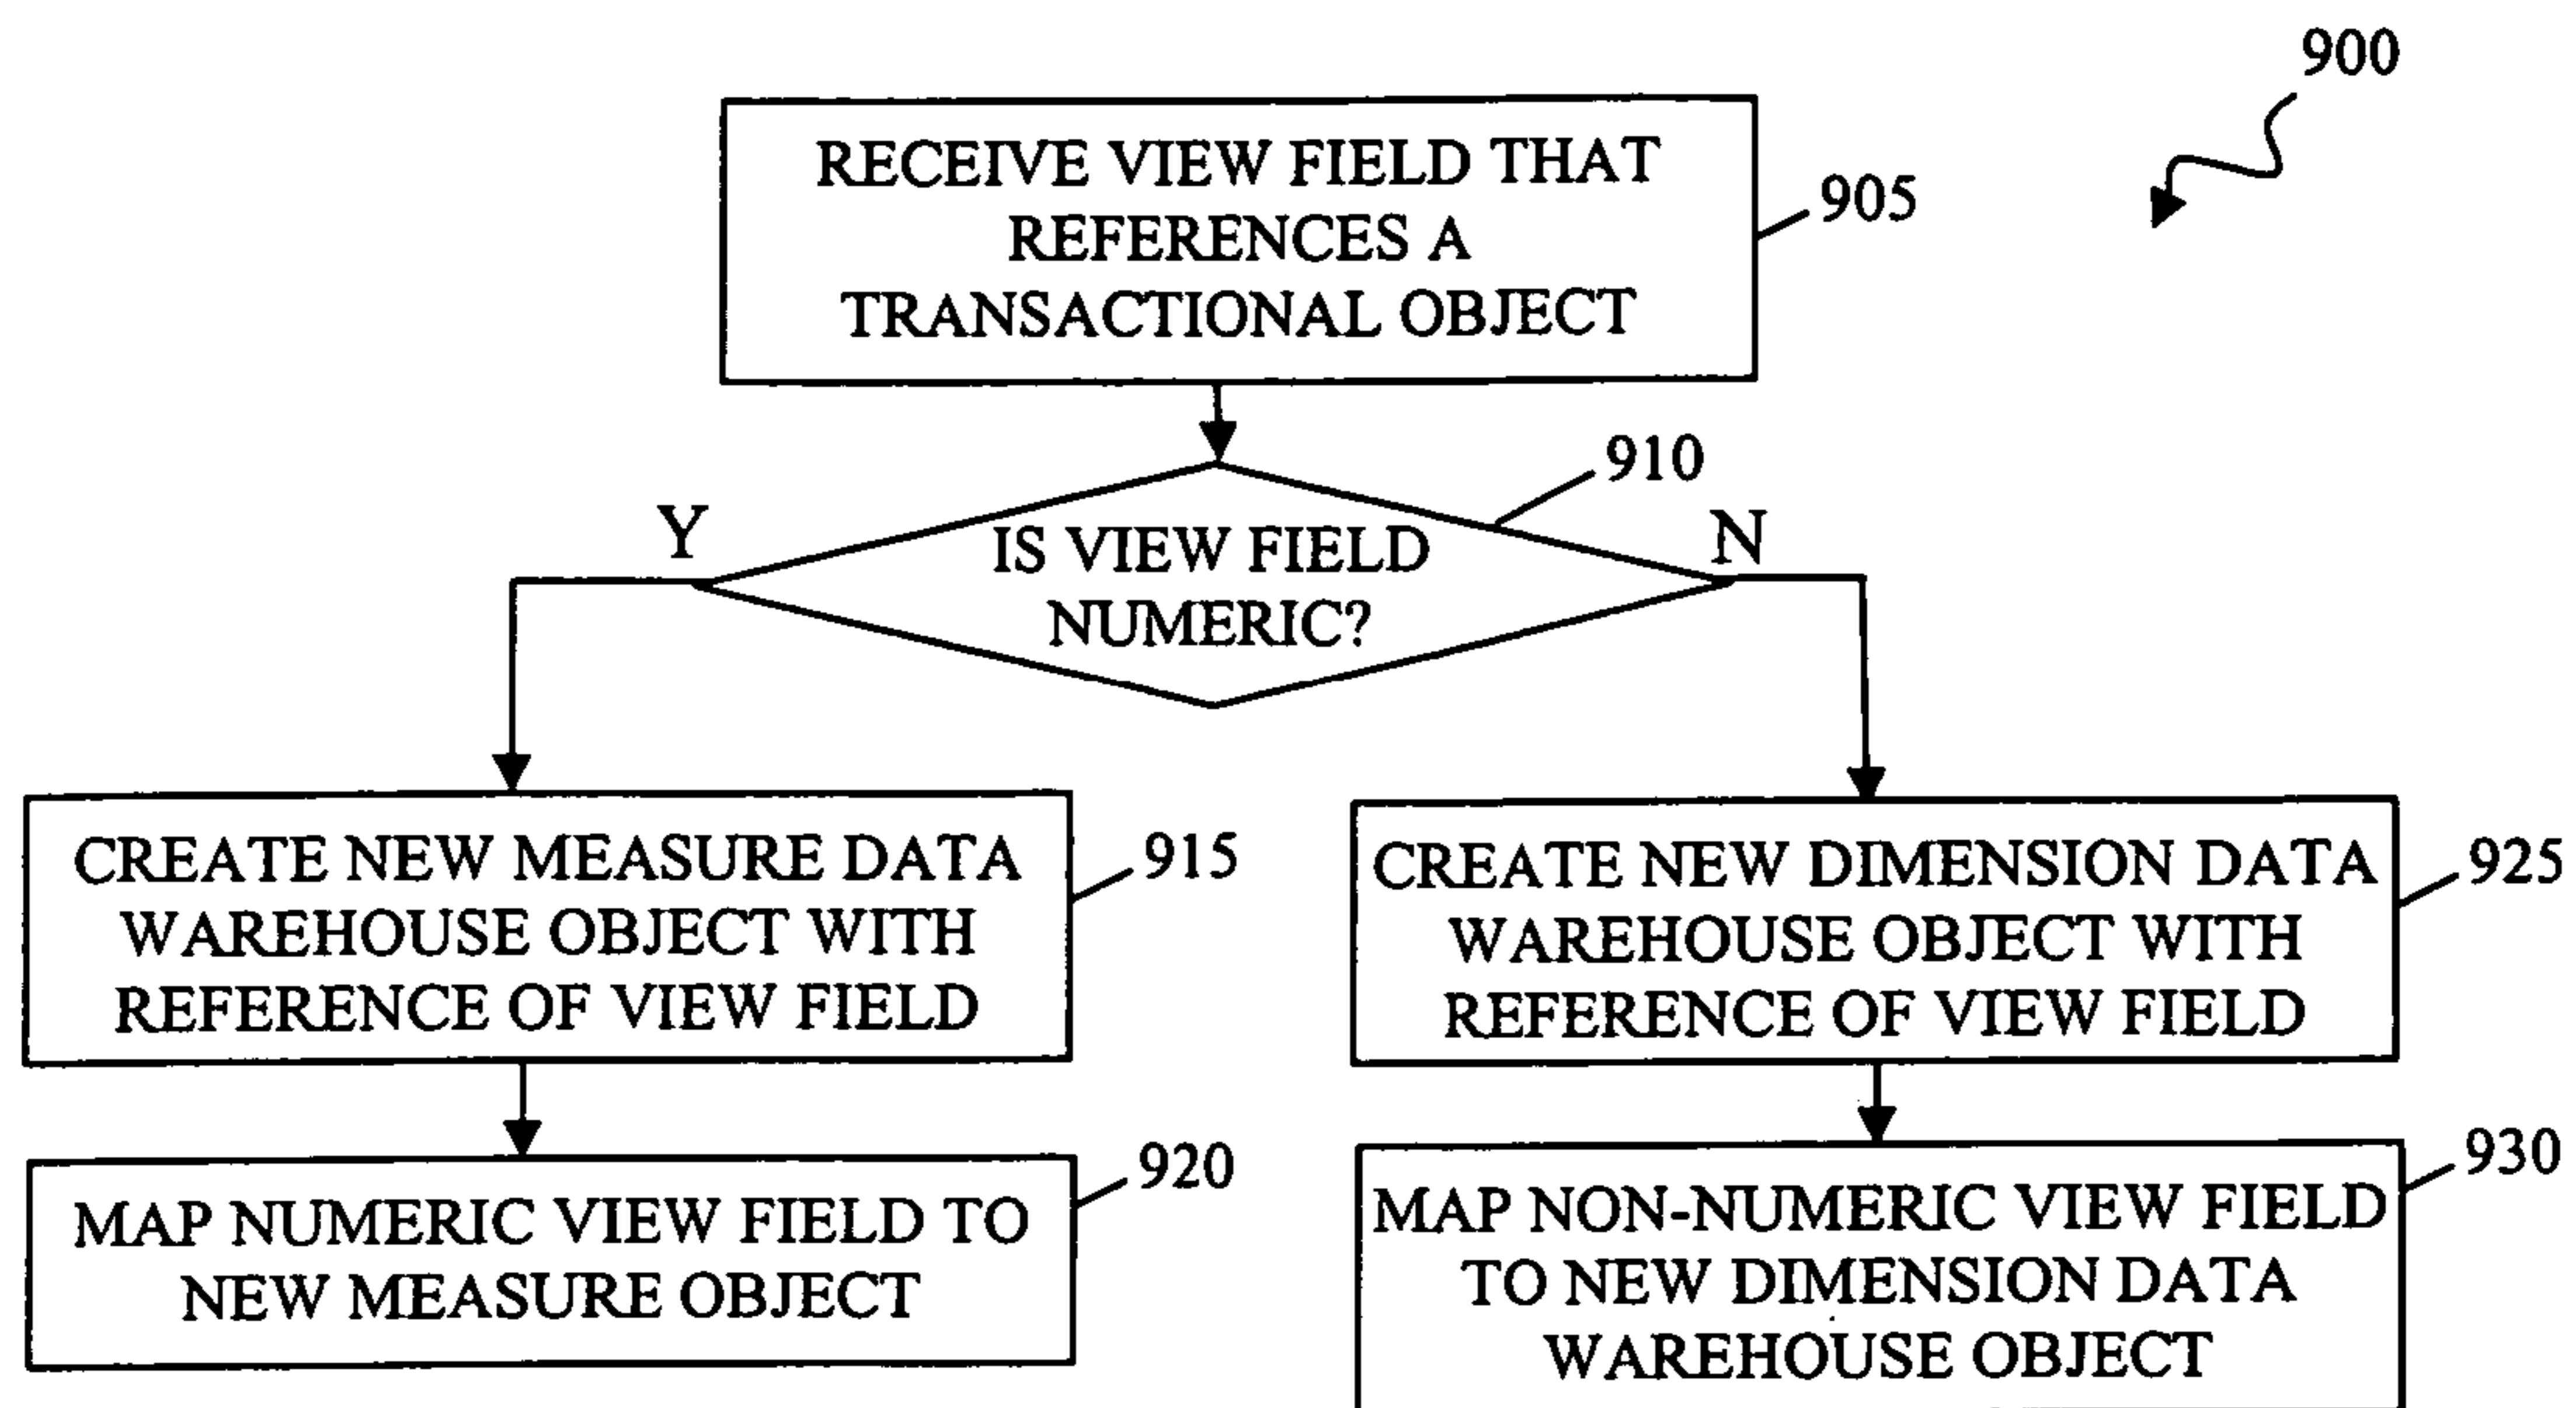 900
RECEIVE VIEW FIELD THAT
REFERENCES A
TRANSACTIONAL OBJECT
905
910
Y
IS VIEW FIELD
NUMERIC?
N
CREATE NEW MEASURE DATA
WAREHOUSE OBJECT WITH
REFERENCE OF VIEW FIELD
915
CREATE NEW DIMENSION DATA
WAREHOUSE OBJECT WITH
REFERENCE OF VIEW FIELD
925
MAP NUMERIC VIEW FIELD TO
NEW MEASURE OBJECT
920
MAP NON-NUMERIC VIEW FIELD
TO NEW DIMENSION DATA
WAREHOUSE OBJECT
930